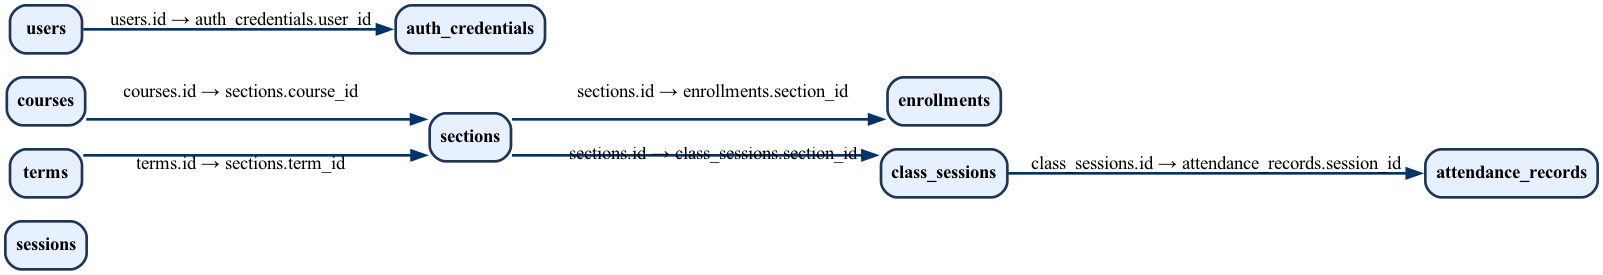 users
users.id → auth_credentials.user_id
auth_credentials
courses
courses.id → sections.course_id
sections.id → enrollments.section_id
enrollments
sections
terms
terms.id → sections.term_id
sections.id → class_sessions.section_id
class_sessions
class_sessions.id → attendance_records.session_id
attendance_records
sessions